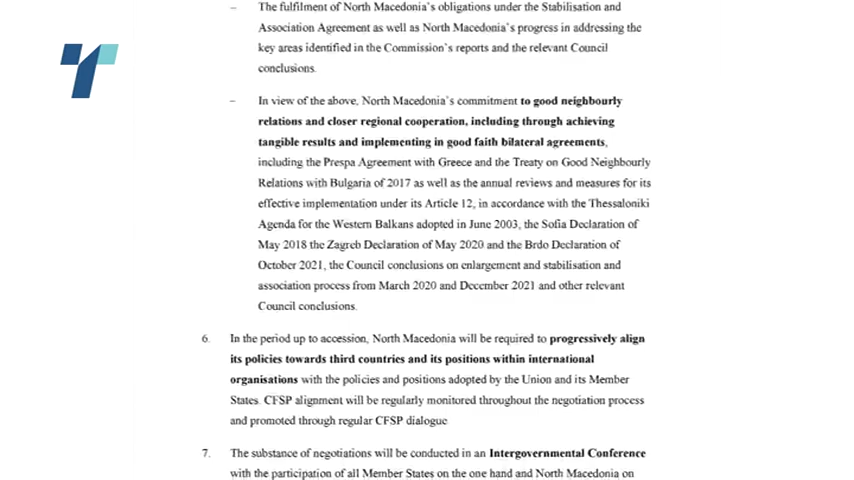 – The fulfilment of North Macedonia's obligations under the Stabilisation and
Association Agreement as well as North Macedonia's progress in addressing the
key areas identified in the Commission's reports and the relevant Council
conclusions.
– In view of the above, North Macedonia's commitment to good neighbourly
relations and closer regional cooperation, including through achieving
tangible results and implementing in good faith bilateral agreements,
including the Prespa Agreement with Greece and the Treaty on Good Neighbourly
Relations with Bulgaria of 2017 as well as the annual reviews and measures for its
effective implementation under its Article 12, in accordance with the Thessaloniki
Agenda for the Western Balkans adopted in June 2003, the Sofia Declaration of
May 2018 the Zagreb Declaration of May 2020 and the Brdo Declaration of
October 2021, the Council conclusions on enlargement and stabilisation and
association process from March 2020 and December 2021 and other relevant
Council conclusions.
6. In the period up to accession, North Macedonia will be required to progressively align
its policies towards third countries and its positions within international
organisations with the policies and positions adopted by the Union and its Member
States. CFSP alignment will be regularly monitored throughout the negotiation process
and promoted through regular CFSP dialogue
7. The substance of negotiations will be conducted in an Intergovernmental Conference
with the participation of all Member States on the one hand and North Macedonia on